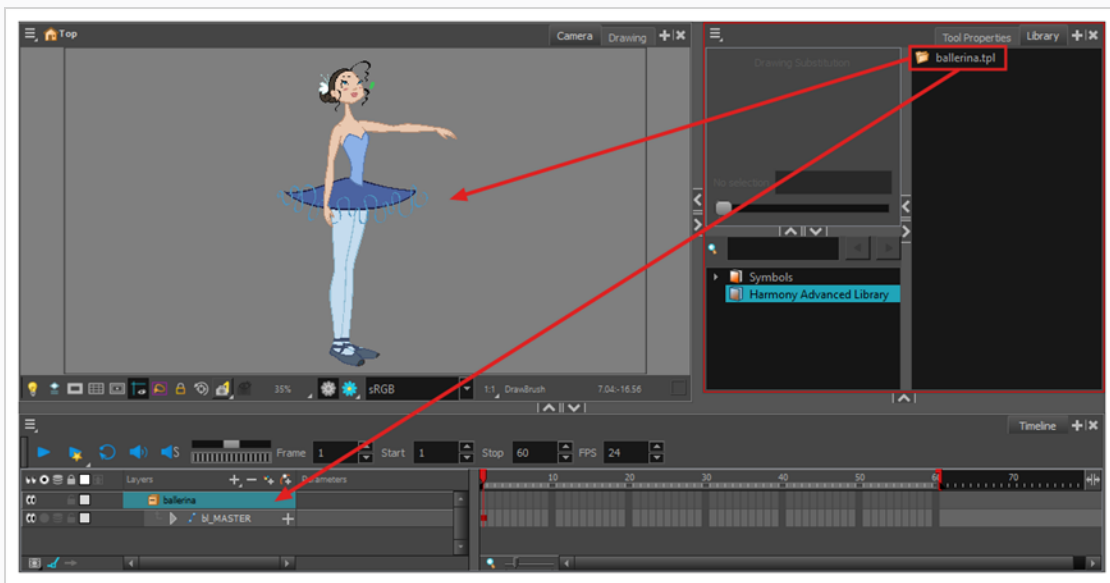 Top
Camera
Drawing
Tool Properties
Library
Drawing Substitution
ballerina.tpl
No selection
Symbols
Harmony Advanced Library
35%
sRGB
1:1
DrawBrush
7.04:-16.56
Timeline
S
Frame 1 Start 1 Stop 60 FPS 24
Layers
Parameters
10 20 30 40 50 60 70
ballerina
bl_MASTER